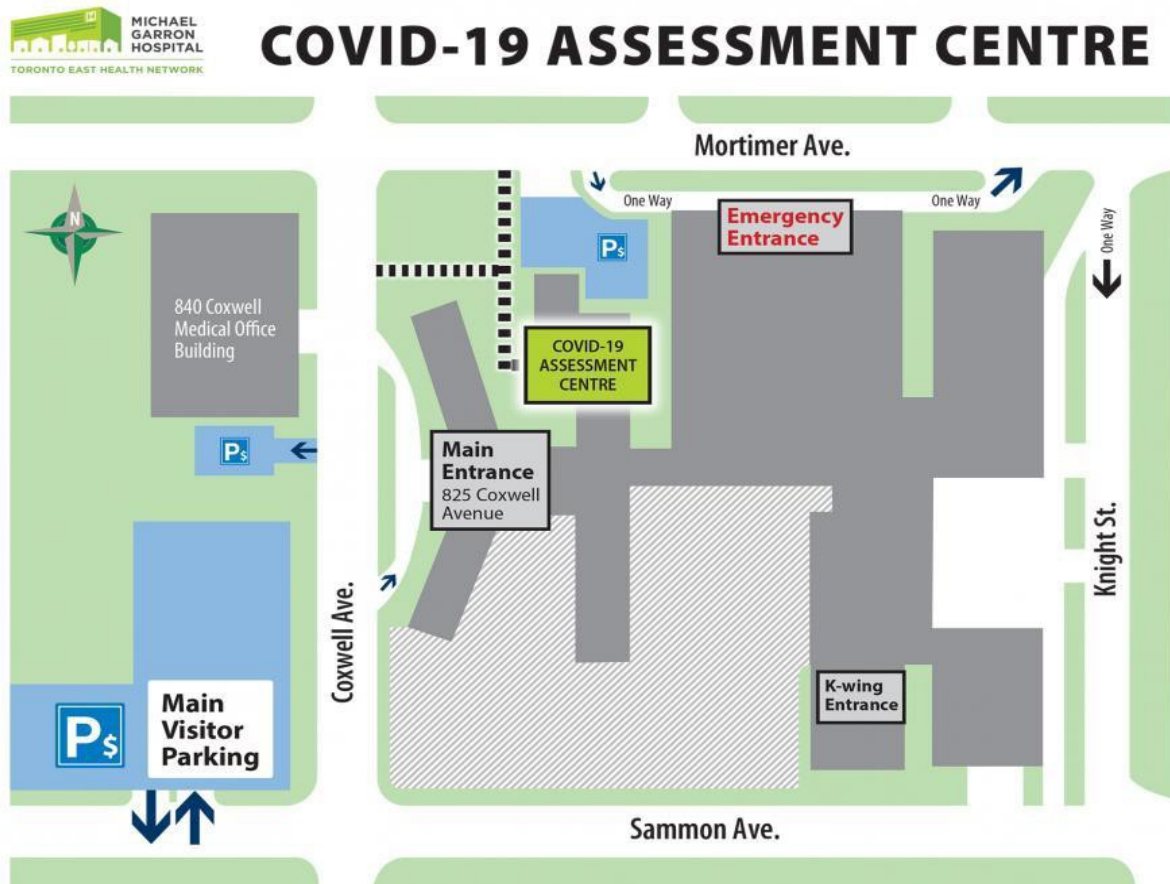 MICHAEL
GARRON
HOSPITAL
TORONTO EAST HEALTH NETWORK
COVID-19 ASSESSMENT CENTRE
Mortimer Ave.
N
One Way
One Way
One Way
Emergency
Entrance
P$
840 Coxwell
Medical Office
Building
COVID-19
ASSESSMENT
CENTRE
P$
Main
Entrance
825 Coxwell
Avenue
Coxwell Ave.
Knight St.
K-wing
Entrance
P$
Main
Visitor
Parking
Sammon Ave.